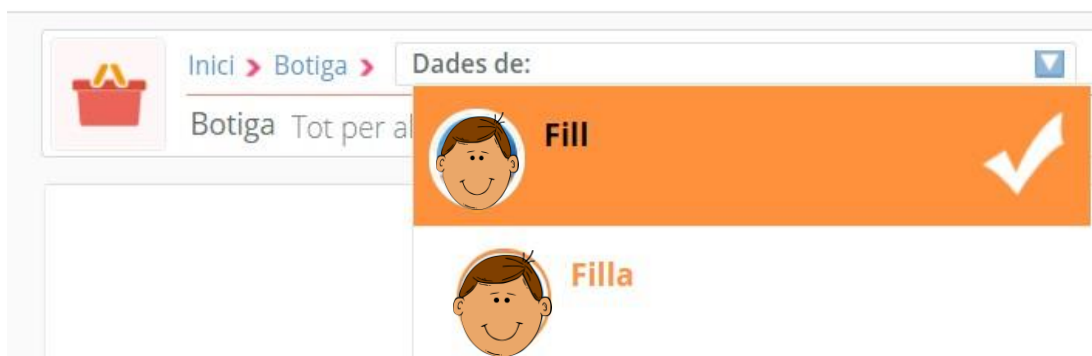 Inici > Botiga > Dades de:
Botiga Tot per al
Fill
Filla